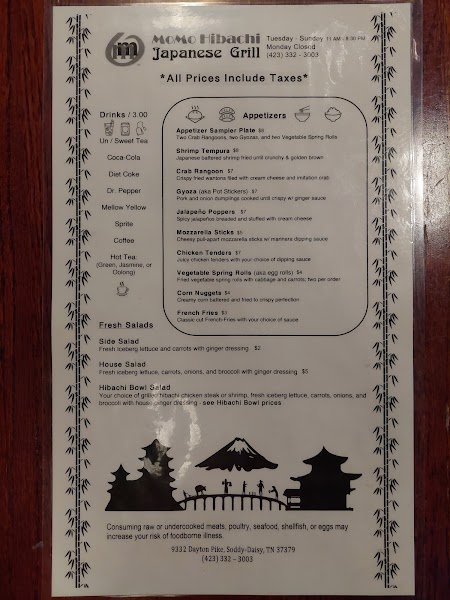 m
MoMo Hibachi
Japanese Grill
Tuesday - Sunday 11 AM - 8:30 PM
Monday Closed
(423) 332 - 3003
*All Prices Include Taxes*
Drinks / 3.00
Un / Sweet Tea
Coca-Cola
Diet Coke
Dr. Pepper
Mellow Yellow
Sprite
Coffee
Hot Tea
(Green, Jasmine, or
Oolong)
Appetizers
Appetizer Sampler Plate $8
Two Crab Rangoons, two Gyozas, and two Vegetable Spring Rolls
Shrimp Tempura $8
Japanese battered shrimp fried until crunchy & golden brown
Crab Rangoon $7
Crispy fried wontons filled with cream cheese and imitation crab
Gyoza (aka Pot Stickers) $7
Pork and onion dumplings cooked until crispy w/ ginger sauce
Jalapeño Poppers $7
Spicy jalapeños breaded and stuffed with cream cheese
Mozzarella Sticks $5
Cheesy pull-apart mozzarella sticks w/ marinara dipping sauce
Chicken Tenders $7
Juicy chicken tenders with your choice of dipping sauce
Vegetable Spring Rolls (aka egg rolls) $4
Fried vegetable spring rolls with cabbage and carrots, two per order
Corn Nuggets $4
Creamy corn battered and fried to crispy perfection
French Fries $3
Classic cut French-Fries with your choice of sauce
Fresh Salads
Side Salad
Fresh Iceberg lettuce and carrots with ginger dressing $2
House Salad
Fresh iceberg lettuce, carrots, onions, and broccoli with ginger dressing $5
Hibachi Bowl Salad
Your choice of grilled hibachi chicken steak or shrimp, fresh iceberg lettuce, carrots, onions, and
broccoli with house ginger dressing - see Hibachi Bowl prices
Consuming raw or undercooked meats, poultry, seafood, shellfish, or eggs may
increase your risk of foodborne illness.
9332 Dayton Pike, Soddy-Daisy, TN 37379
(423) 332 – 3003